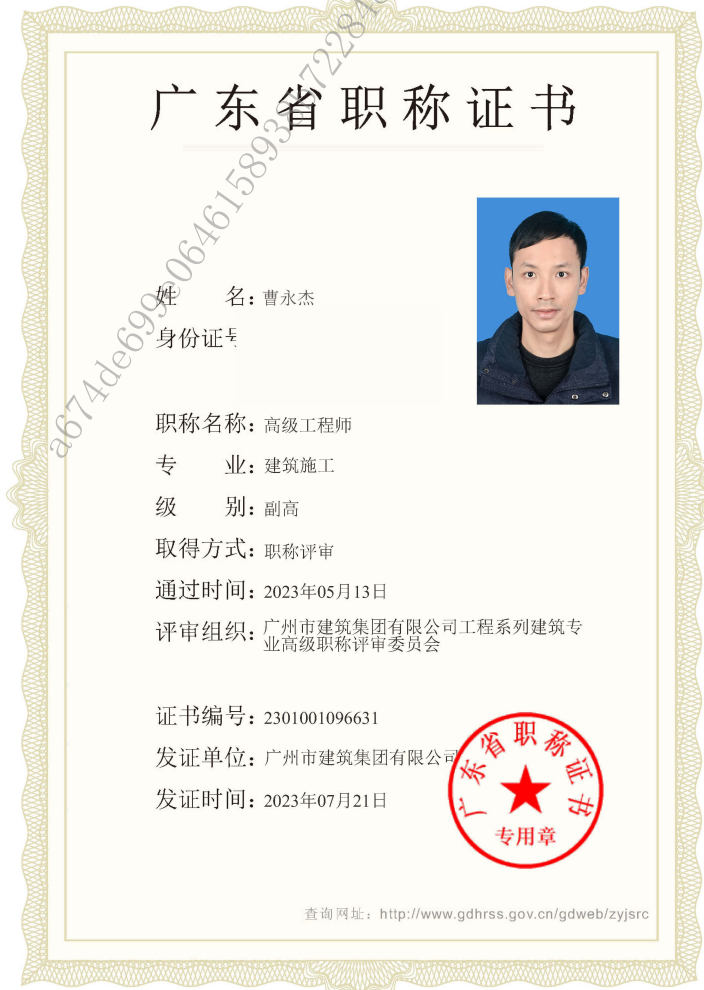 广东省职称证书
姓 名：曹永杰
身份证号
职称名称：高级工程师
专 业：建筑施工
级 别：副高
取得方式：职称评审
通过时间：2023年05月13日
评审组织：广州市建筑集团有限公司工程系列建筑专
业高级职称评审委员会
证书编号：2301001096631
发证单位：广州市建筑集团有限公司
发证时间：2023年07月21日
广东省职称证书
专用章
查询网址：http://www.gdhrss.gov.cn/gdweb/zyjsrc